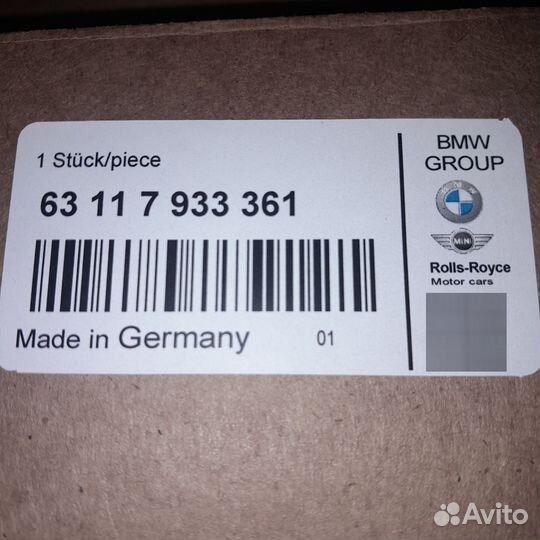 1 Stück/piece
63 11 7 933 361
Made in Germany 01
BMW
GROUP
MINI
Rolls-Royce
Motor cars
Avito